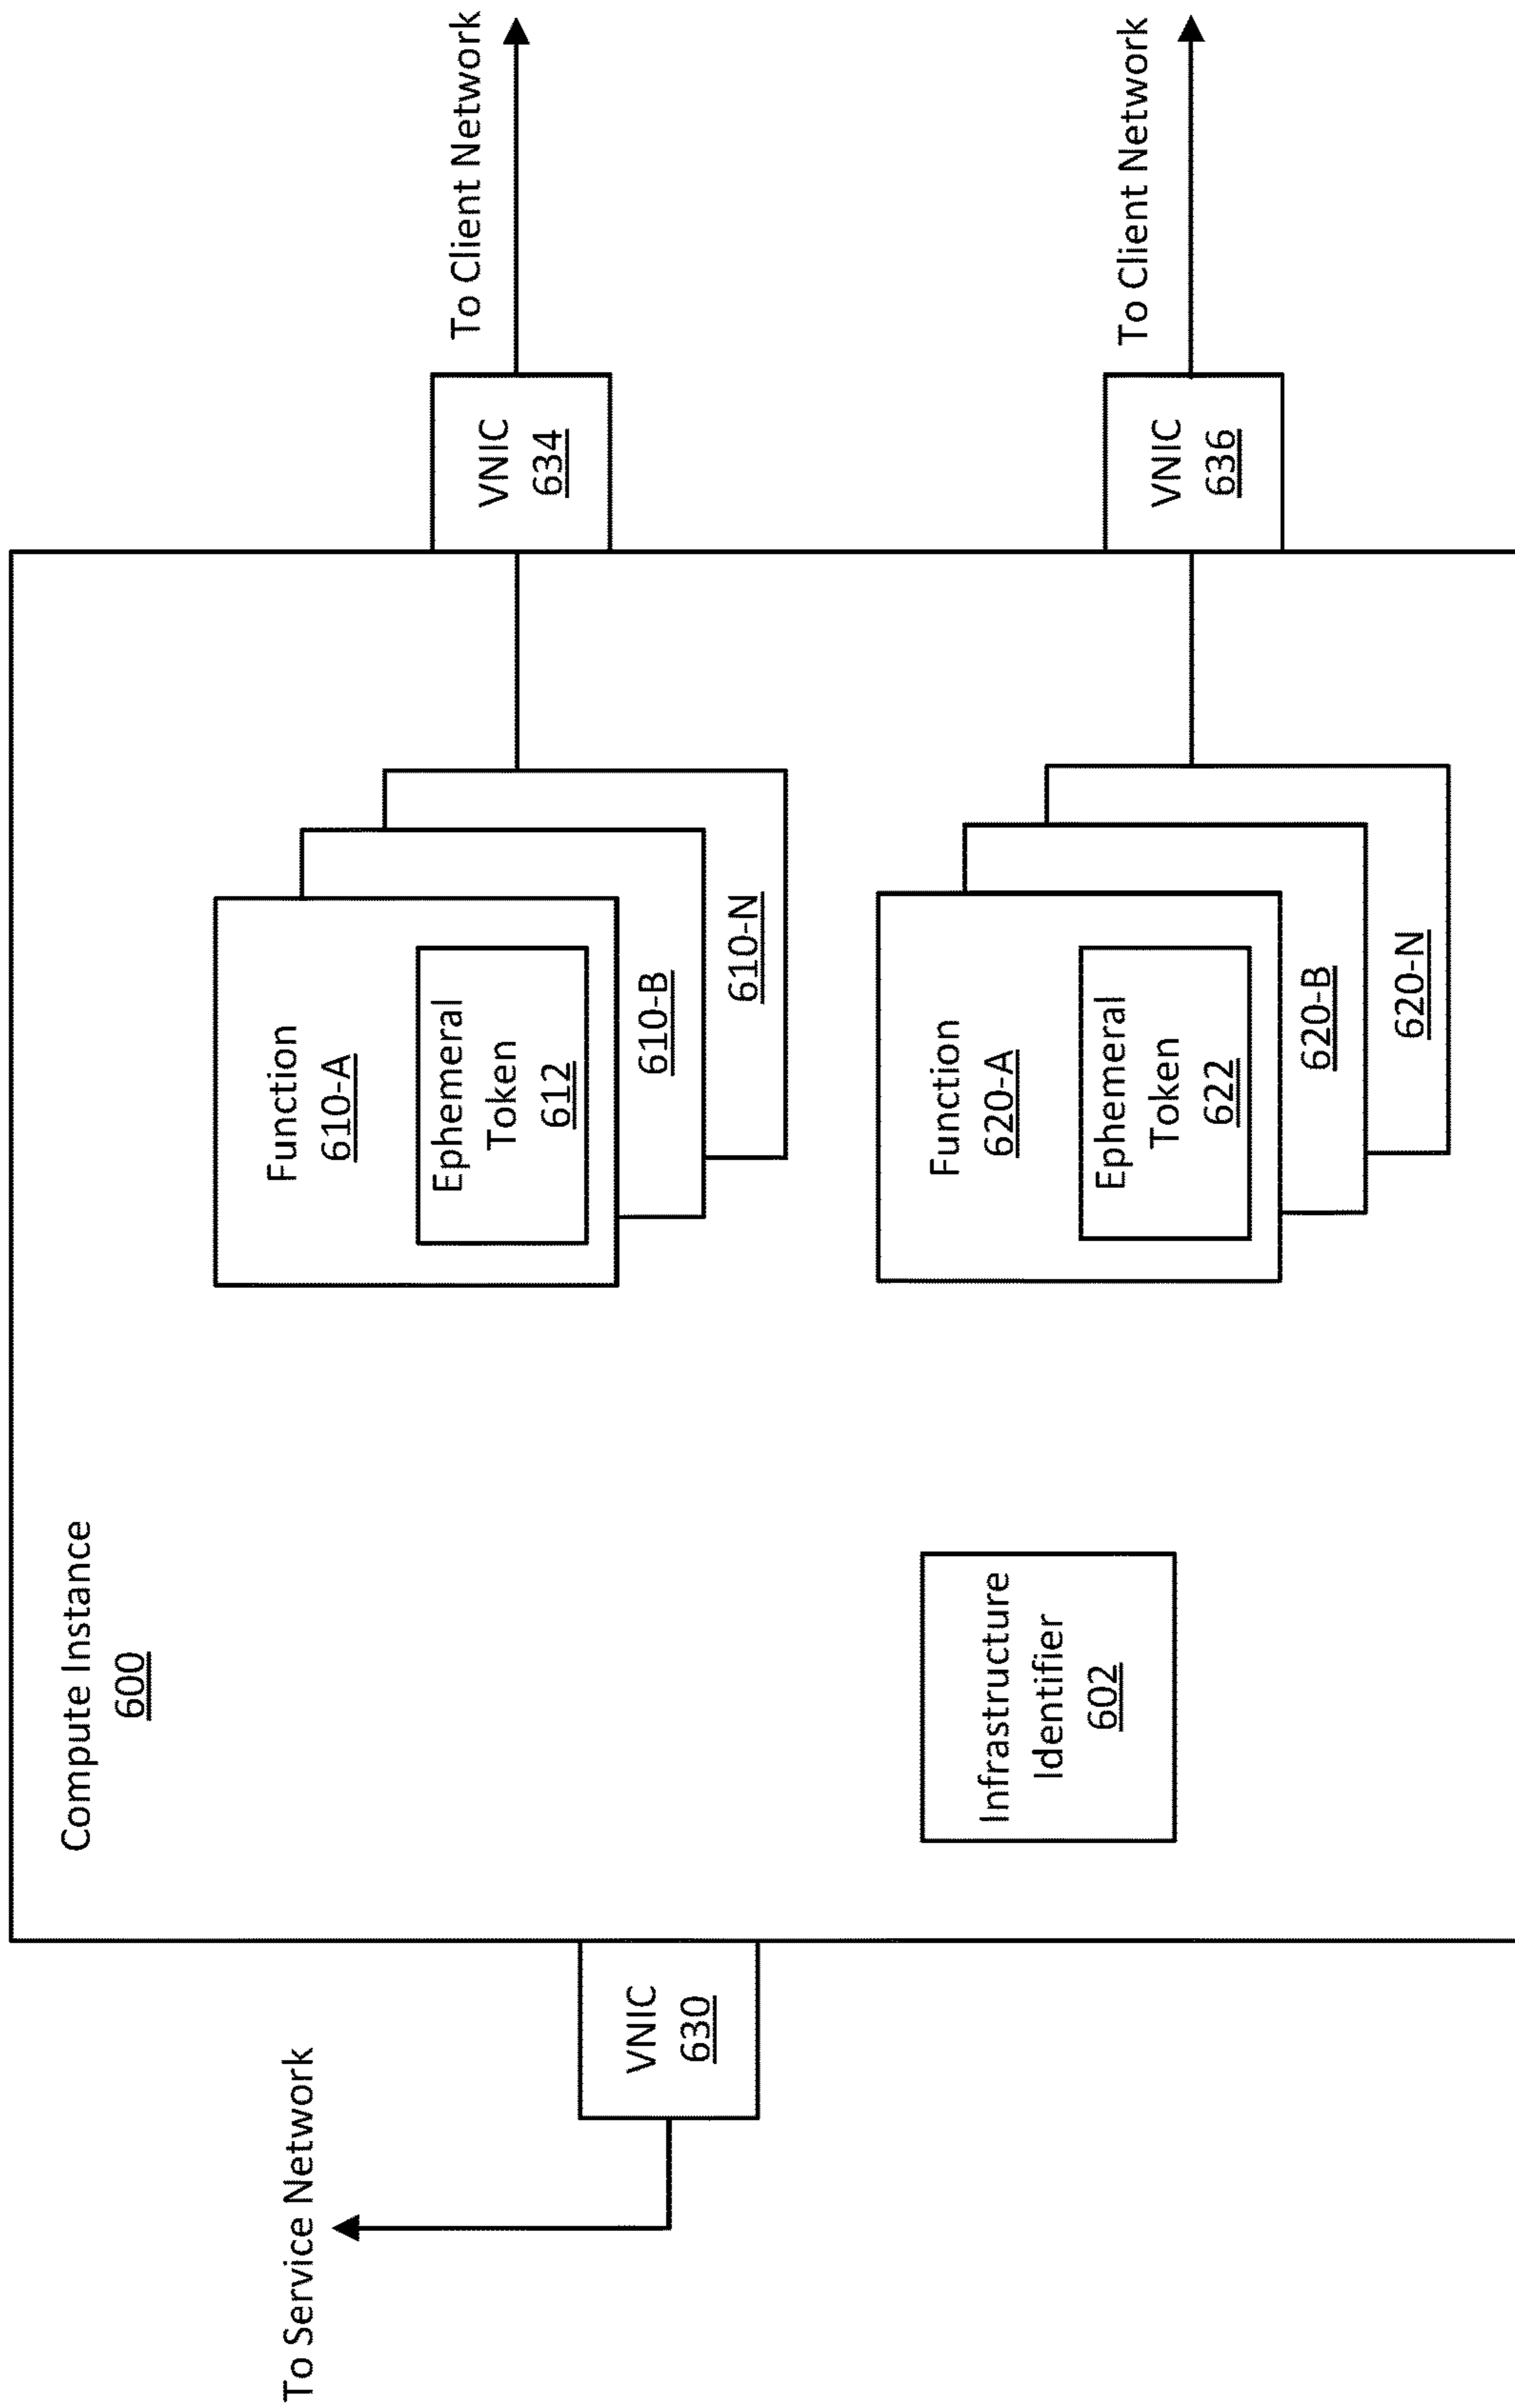 Compute Instance
600
To Service Network
VNIC
630
Infrastructure
Identifier
602
Function
610-A
Ephemeral
Token
612
610-B
610-N
Function
620-A
Ephemeral
Token
622
620-B
620-N
VNIC
634
To Client Network
VNIC
636
To Client Network